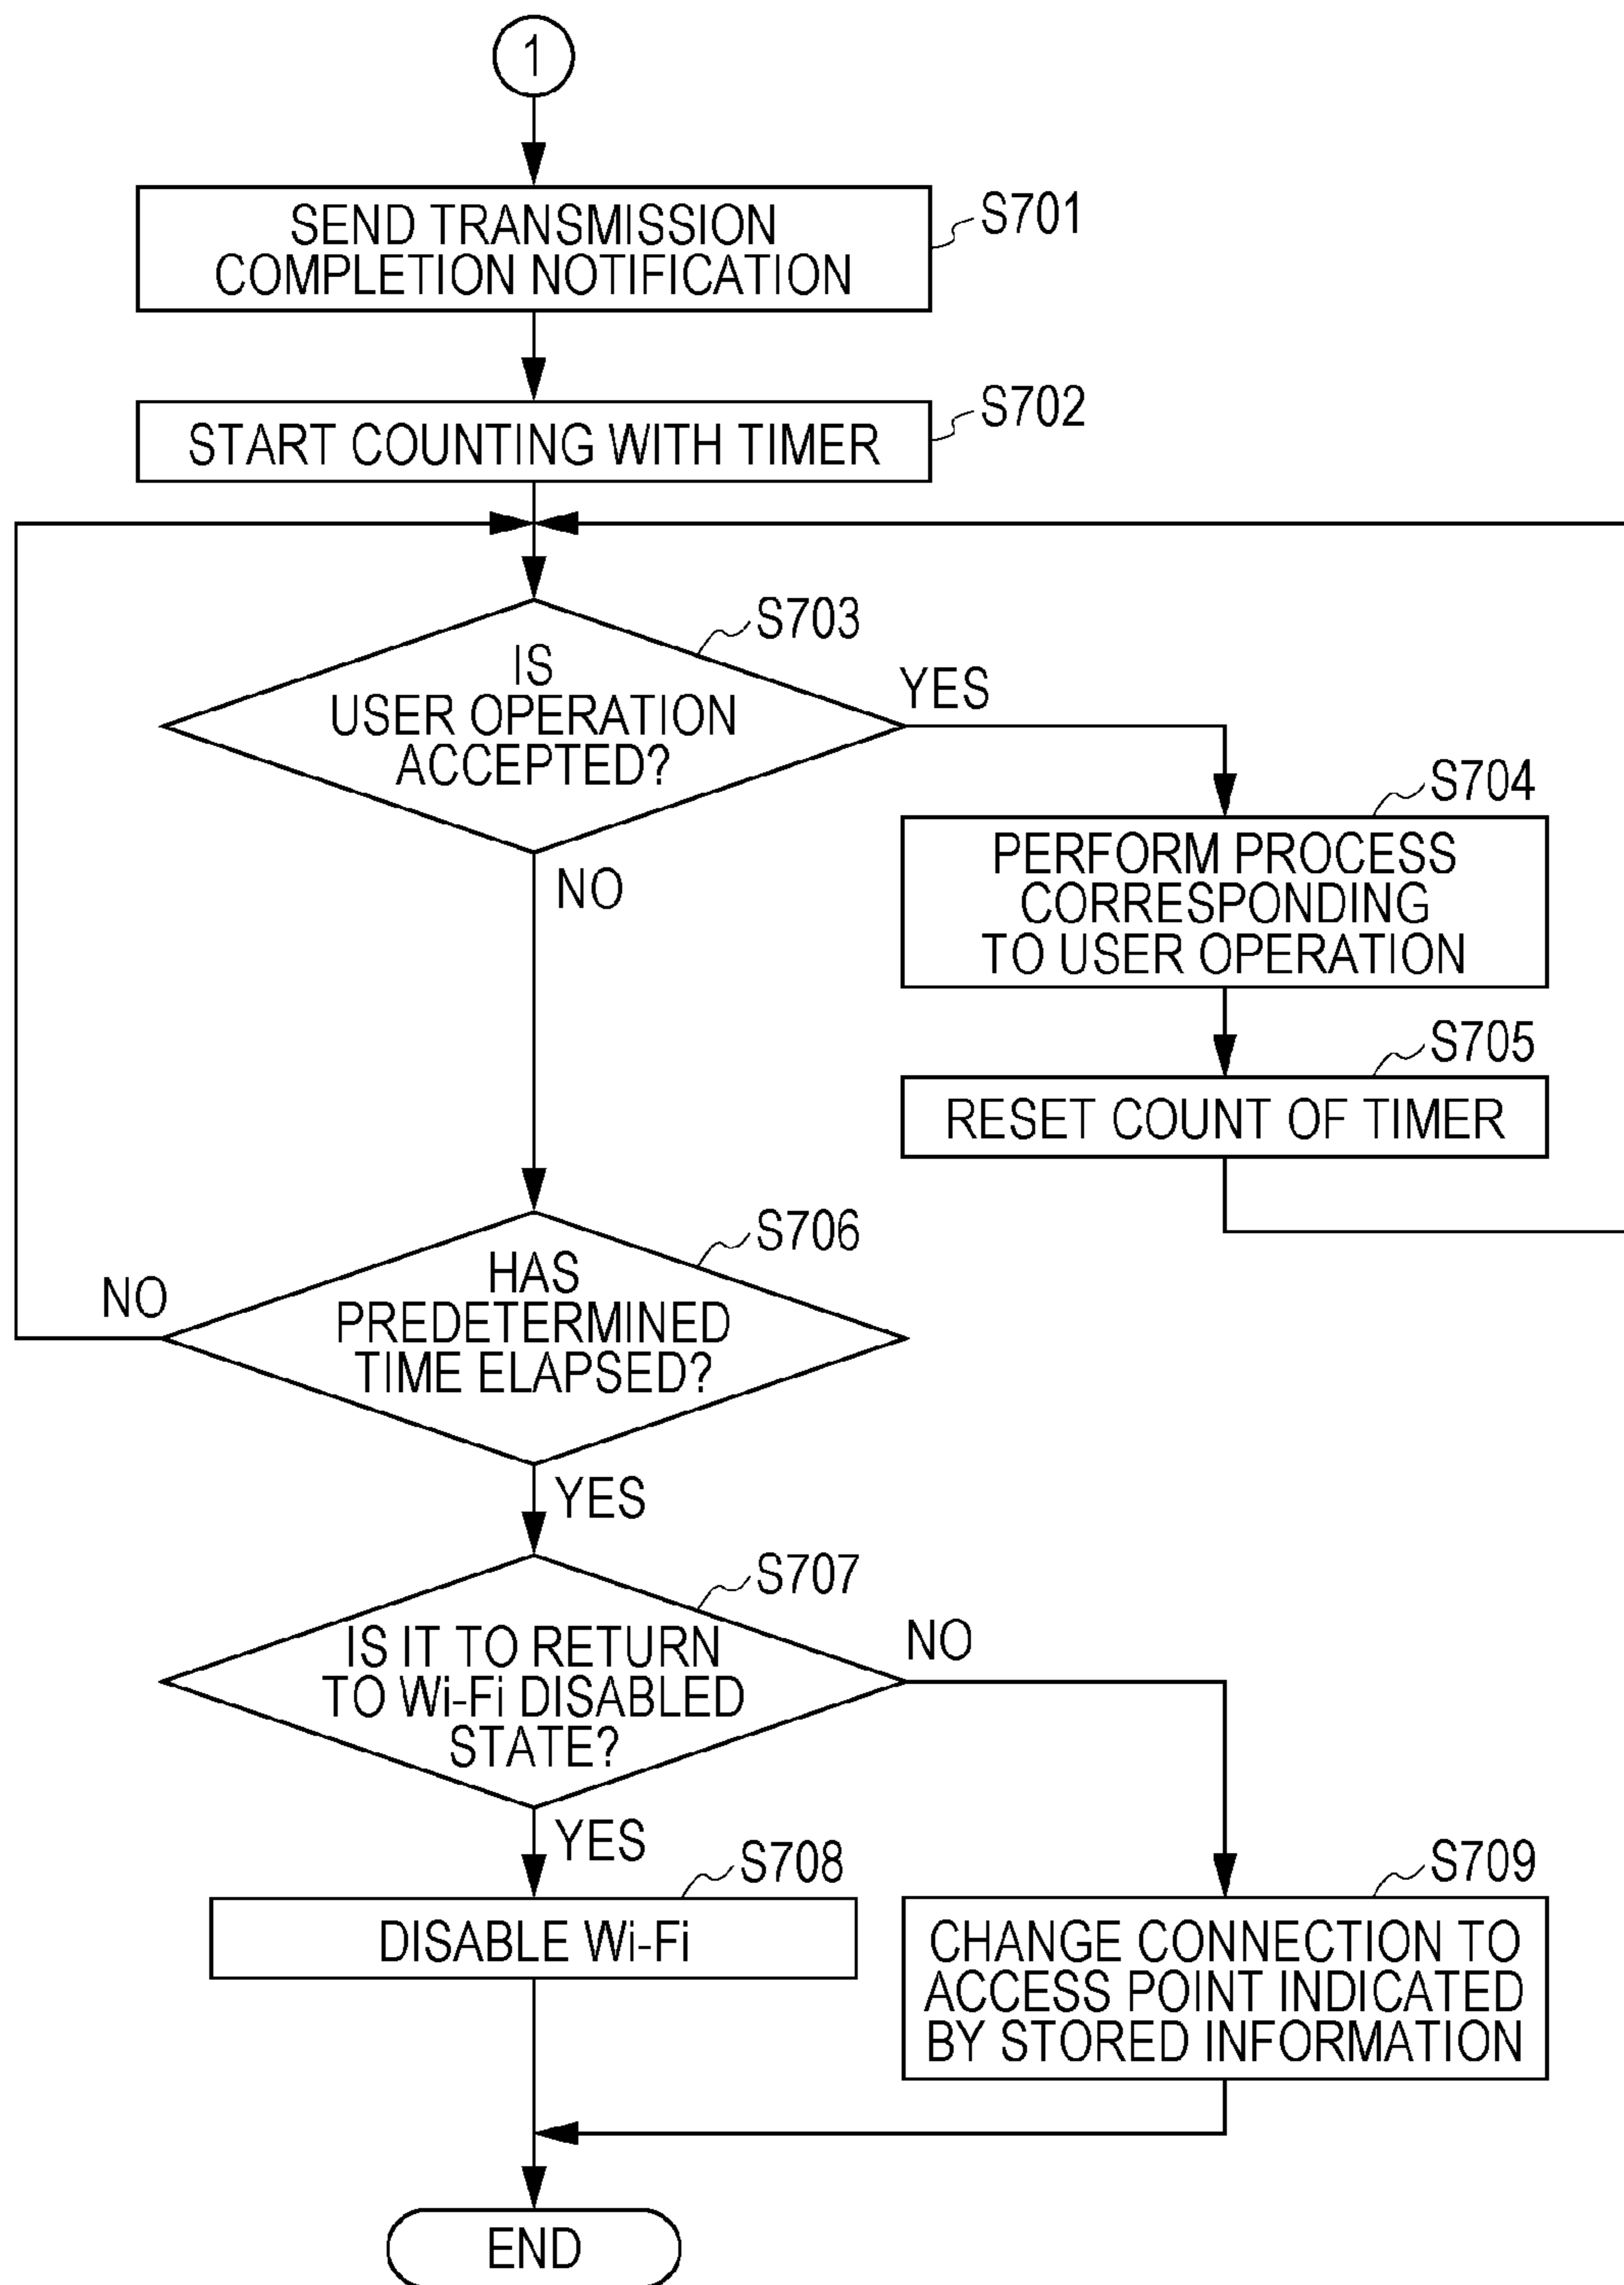 1
SEND TRANSMISSION
COMPLETION NOTIFICATION
S701
START COUNTING WITH TIMER
S702
S703
IS
USER OPERATION
ACCEPTED?
YES
NO
S704
PERFORM PROCESS
CORRESPONDING
TO USER OPERATION
S705
RESET COUNT OF TIMER
S706
HAS
PREDETERMINED
TIME ELAPSED?
NO
YES
S707
IS IT TO RETURN
TO Wi-Fi DISABLED
STATE?
NO
YES
S708
DISABLE Wi-Fi
S709
CHANGE CONNECTION TO
ACCESS POINT INDICATED
BY STORED INFORMATION
END